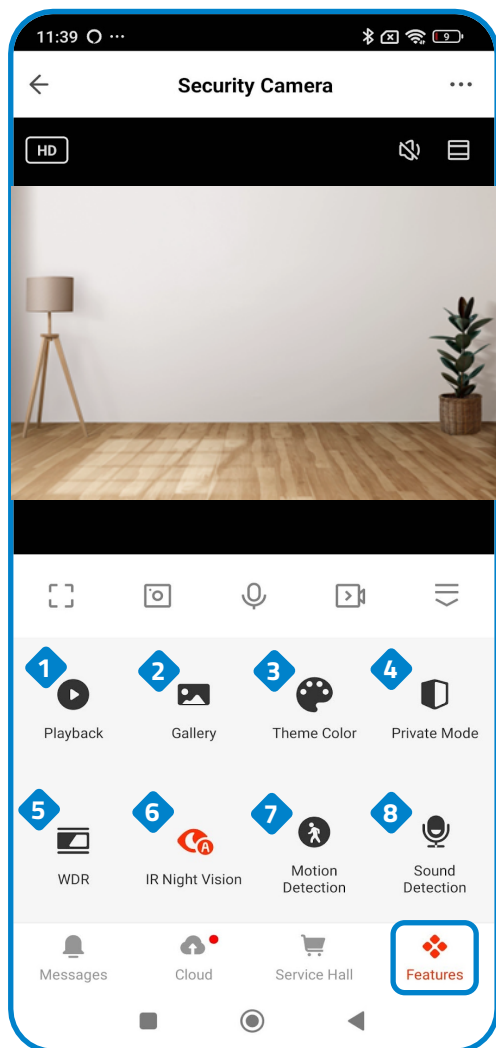 11:39
9
Security Camera
HD
1 2 3 4
Playback Gallery Theme Color Private Mode
5 6 7 8
WDR IR Night Vision Motion Detection Sound Detection
A
Messages Cloud Service Hall Features